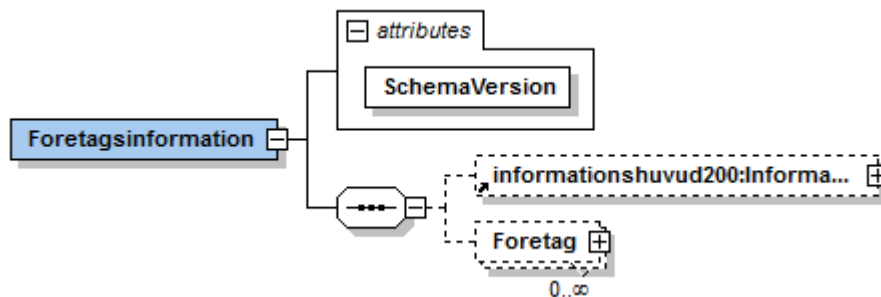 attributes
SchemaVersion
Foretagsinformation
informationshuvud200:Informa...
Foretag
0..∞